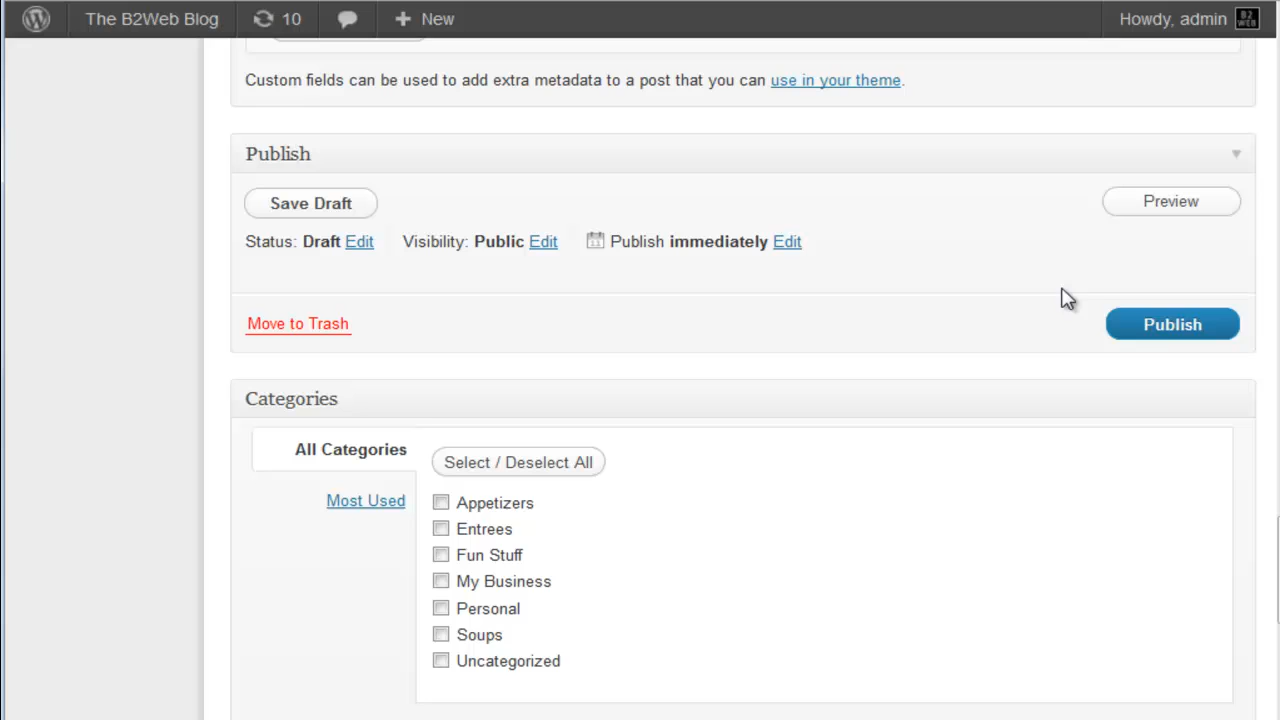 The B2Web Blog 10 New Howdy, admin B2 WEB
Custom fields can be used to add extra metadata to a post that you can use in your theme.
Publish
Save Draft Preview
Status: Draft Edit Visibility: Public Edit Publish immediately Edit
Move to Trash Publish
Categories
All Categories Select / Deselect All
Most Used Appetizers
Entrees
Fun Stuff
My Business
Personal
Soups
Uncategorized